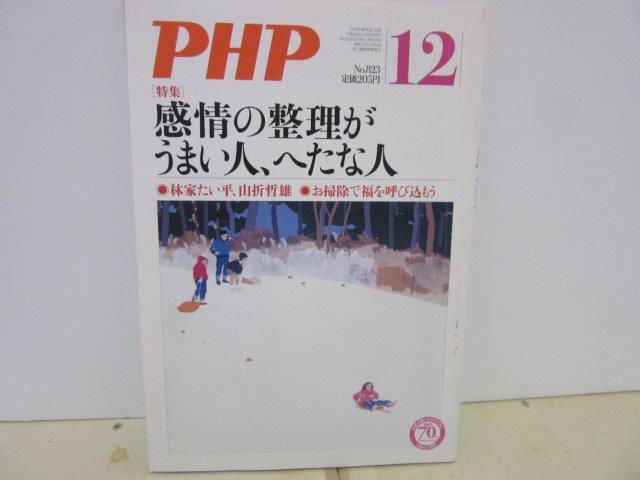 PHP
12
No.823
定価205円
[特集]
感情の整理が
うまい人、へたな人
●林家たい平、山折哲雄 ●お掃除で福を呼び込もう
70